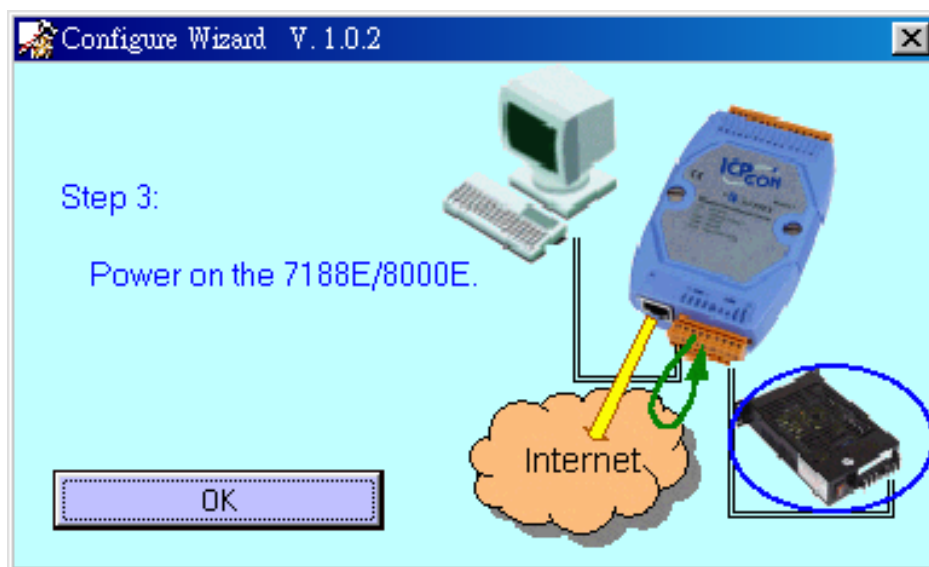 Configure Wizard V. 1.0.2
Step 3:
Power on the 7188E/8000E.
ICP
CON
Internet
OK